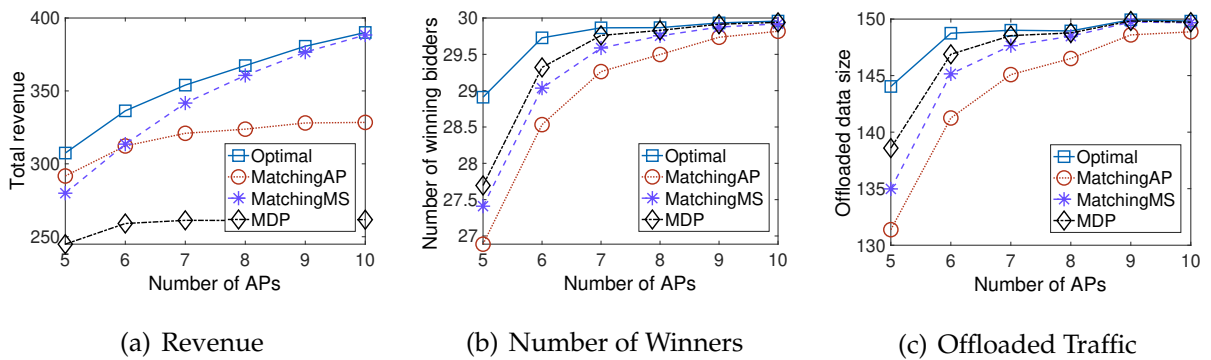 400
350
300
250
Total revenue
5 6 7 8 9 10
Number of APs
Optimal
MatchingAP
MatchingMS
MDP
(a) Revenue
30
29.5
29
28.5
28
27.5
27
Number of winning bidders
5 6 7 8 9 10
Number of APs
Optimal
MatchingAP
MatchingMS
MDP
(b) Number of Winners
150
145
140
135
130
Offloaded data size
5 6 7 8 9 10
Number of APs
Optimal
MatchingAP
MatchingMS
MDP
(c) Offloaded Traffic